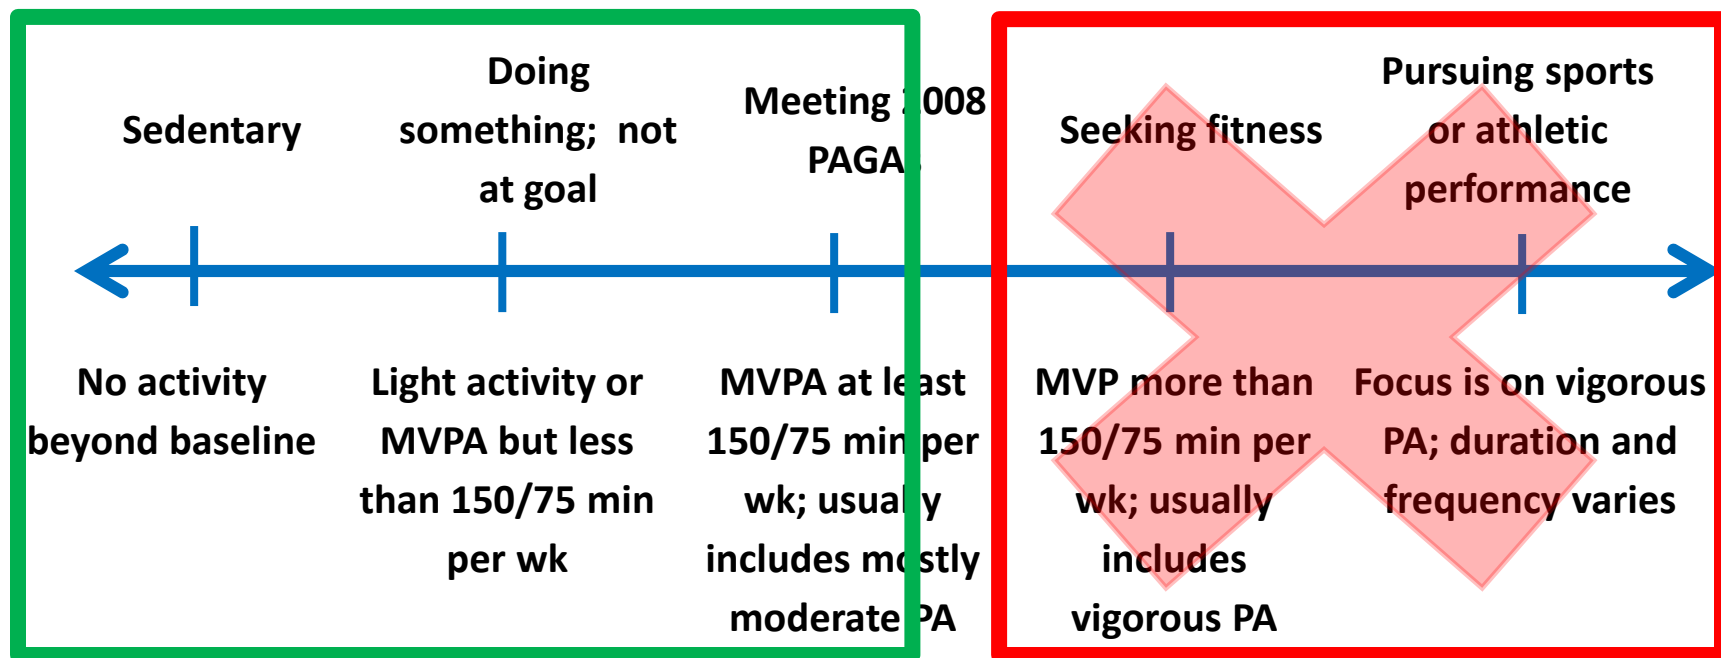 Sedentary
Doing
something;  not
at goal
Meeting 2008
PAGAs
Seeking fitness
Pursuing sports
or athletic
performance
No activity
beyond baseline
Light activity or
MVPA but less
than 150/75 min
per wk
MVPA at least
150/75 min per
wk; usually
includes mostly
moderate PA
MVP more than
150/75 min per
wk; usually
includes
vigorous PA
Focus is on vigorous
PA; duration and
frequency varies